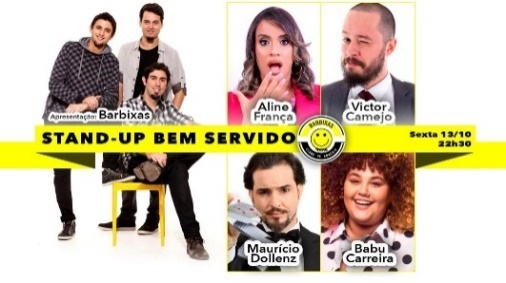 Apresentação: Barbixas
Aline
França
Victor
Camejo
STAND-UP BEM SERVIDO
BARBIXAS
Sexta 13/10
22h30
Maurício
Dollenz
Babu
Carreira